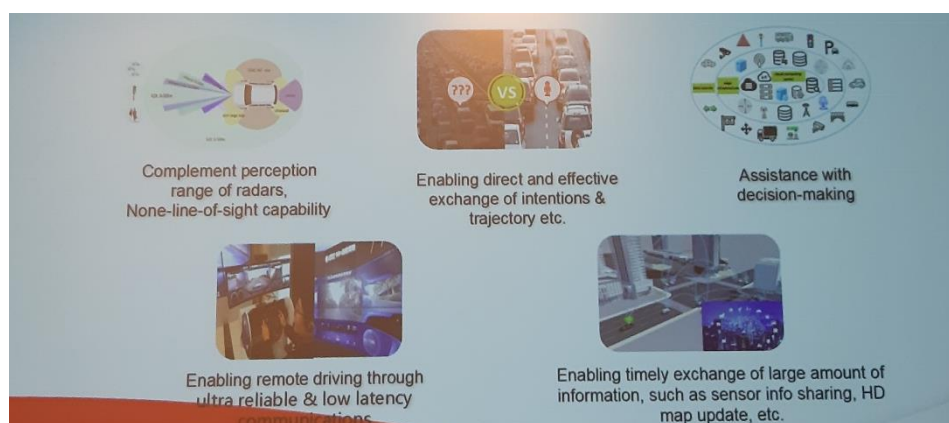 Complement perception
range of radars,
None-line-of-sight capability
???
VS
Enabling direct and effective
exchange of intentions &
trajectory etc.
P
Assistance with
decision-making
Enabling remote driving through
ultra reliable & low latency
communications
Enabling timely exchange of large amount of
information, such as sensor info sharing, HD
map update, etc.